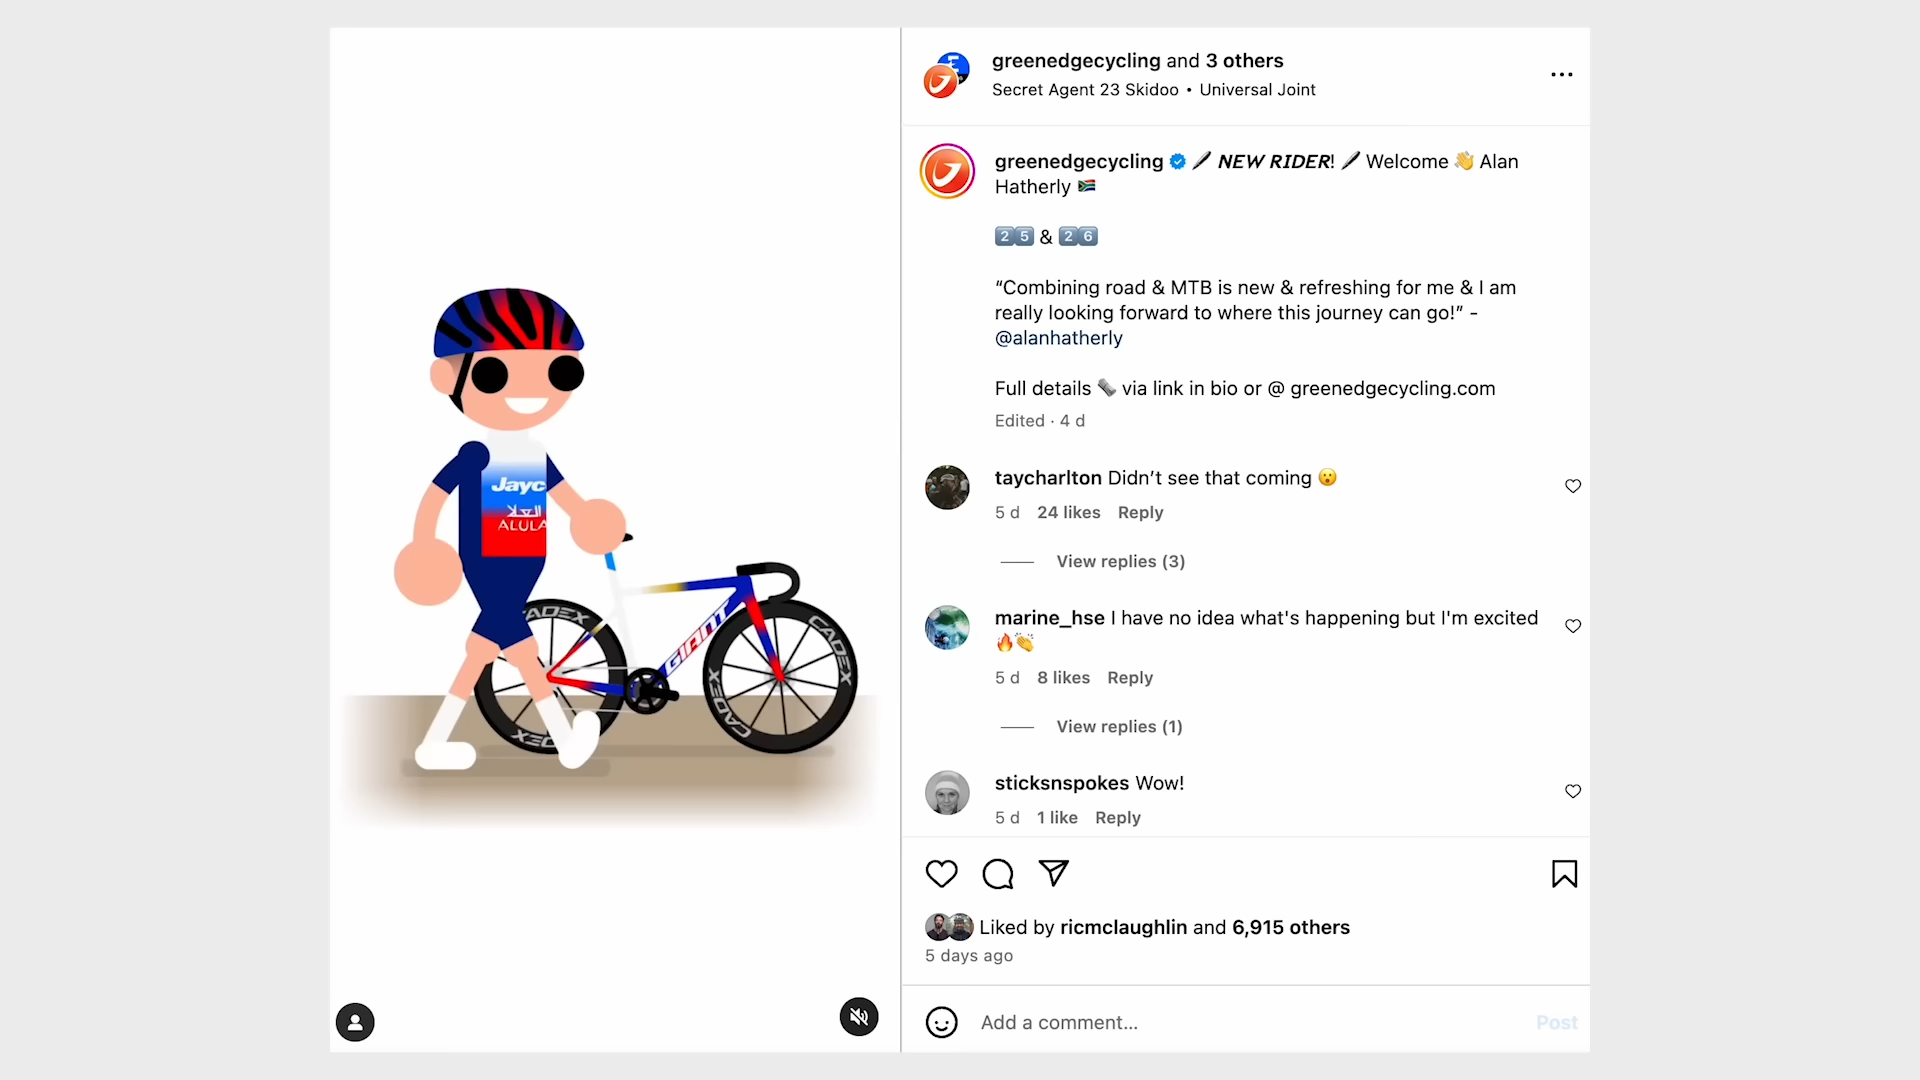 greenedgecycling and 3 others
Secret Agent 23 Skidoo • Universal Joint
greenedgecycling 🖊 NEW RIDER! 🖊 Welcome 👋 Alan
Hatherly 🇿🇦
25 & 26
“Combining road & MTB is new & refreshing for me & I am
really looking forward to where this journey can go!” -
@alanhatherly
Full details 🗞 via link in bio or @ greenedgecycling.com
Edited · 4 d
taycharlton Didn’t see that coming 😮
5 d 24 likes Reply
View replies (3)
marine_hse I have no idea what's happening but I'm excited
🔥👏
5 d 8 likes Reply
View replies (1)
sticksnspokes Wow!
5 d 1 like Reply
Liked by ricmclaughlin and 6,915 others
5 days ago
Add a comment...
Post
Jayc
العلا
ALULA
GIANT
CADEX
CADEX
CADEX
DEX